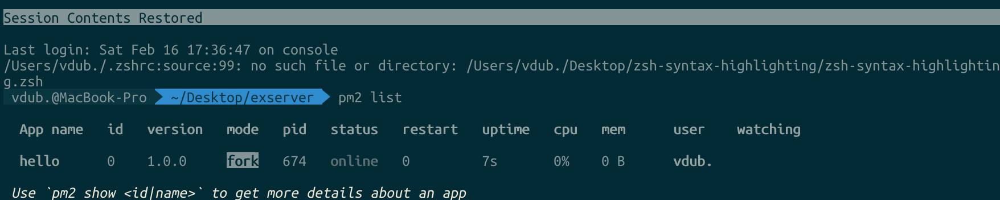 Session Contents Restored
Last login: Sat Feb 16 17:36:47 on console
/Users/vdub./.zshrc:source:99: no such file or directory: /Users/vdub./Desktop/zsh-syntax-highlighting/zsh-syntax-highlightin
g.zsh
vdub.@MacBook-Pro ~/Desktop/exserver pm2 list
App name id version mode pid status restart uptime cpu mem user watching
hello 0 1.0.0 fork 674 online 0 7s 0% 0 B vdub.
Use `pm2 show <id|name>` to get more details about an app